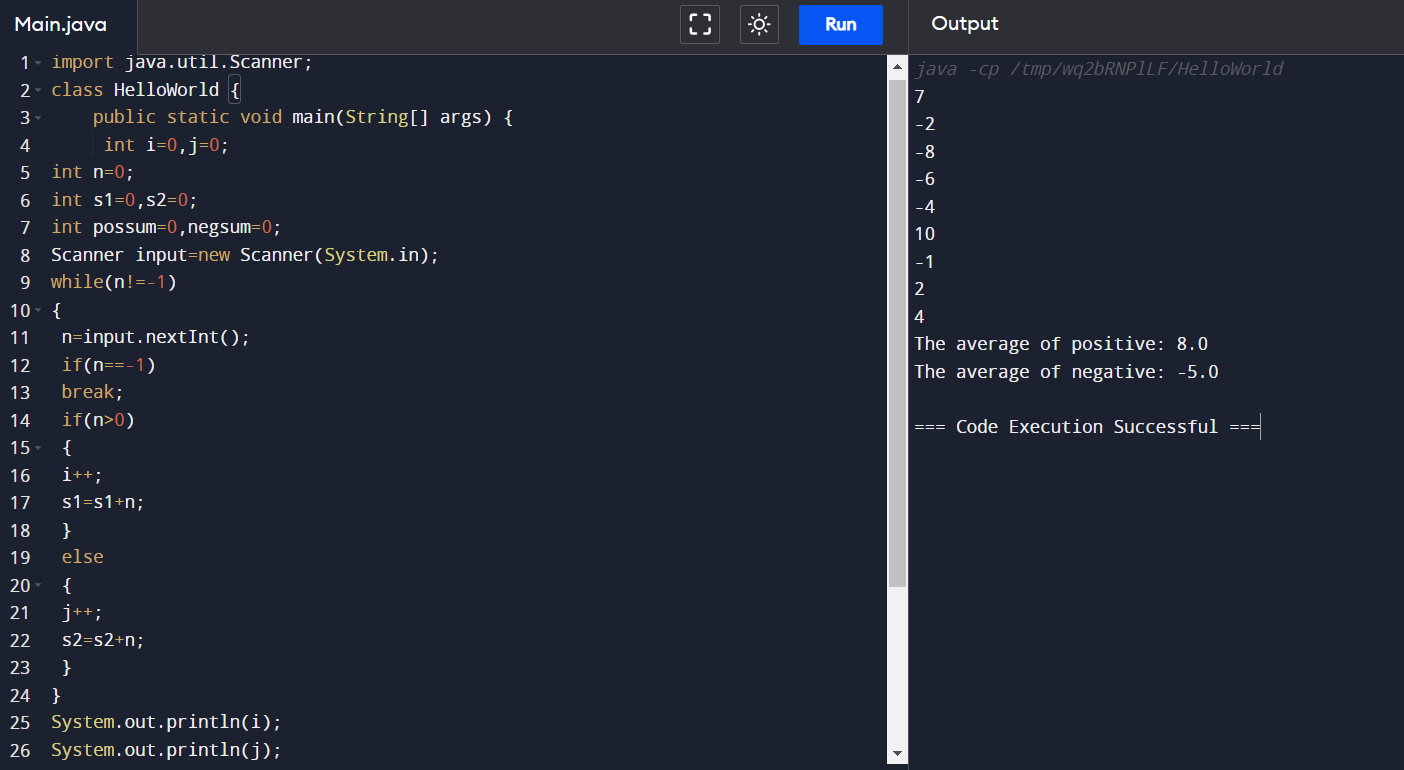 Main.java
Run
Output
1 import java.util.Scanner;
2 class HelloWorld {
3 public static void main(String[] args) {
4 int i=0,j=0;
5 int n=0;
6 int s1=0,s2=0;
7 int possum=0,negsum=0;
8 Scanner input=new Scanner(System.in);
9 while(n!=-1)
10 {
11 n=input.nextInt();
12 if(n==-1)
13 break;
14 if(n>0)
15 {
16 i++;
17 s1=s1+n;
18 }
19 else
20 {
21 j++;
22 s2=s2+n;
23 }
24 }
25 System.out.println(i);
26 System.out.println(j);
java -cp /tmp/wq2bRNPlLF/HelloWorld
7
-2
-8
-6
-4
10
-1
2
4
The average of positive: 8.0
The average of negative: -5.0
=== Code Execution Successful ===